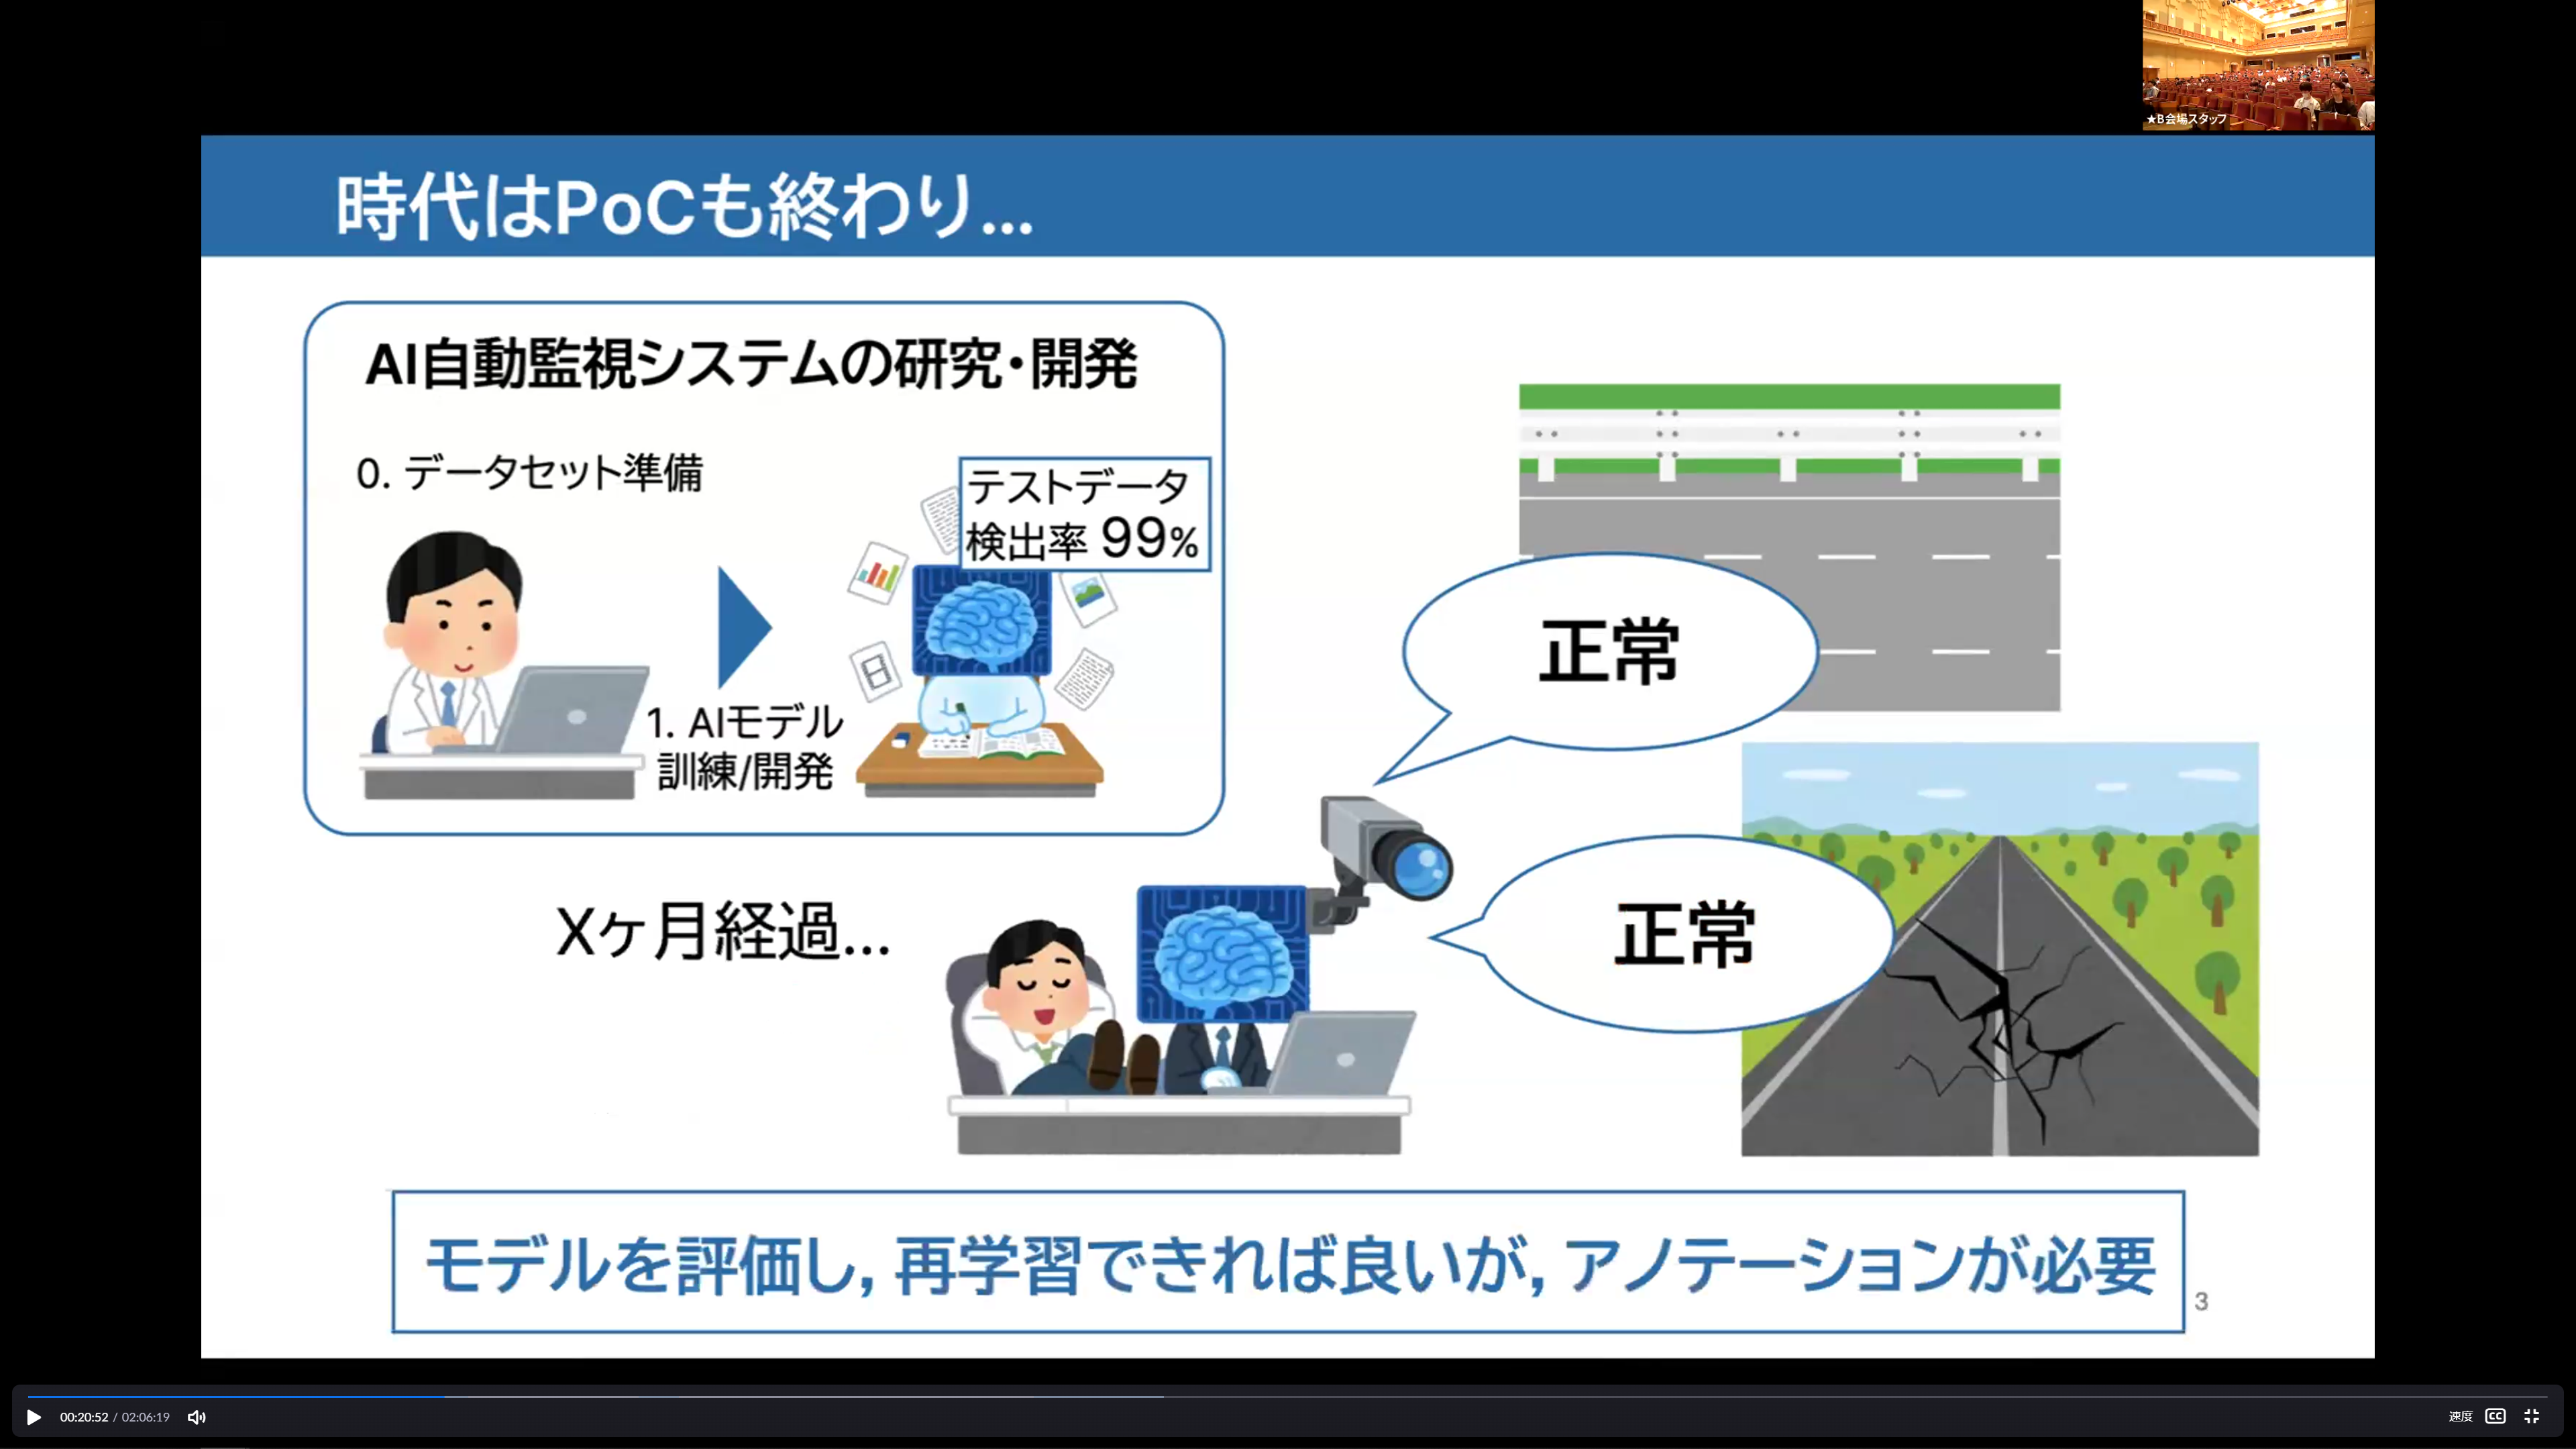 ★B会場スタッフ
時代はPoCも終わり...
AI自動監視システムの研究・開発
0. データセット準備
テストデータ
検出率 99%
1. AIモデル
訓練/開発
正常
Xヶ月経過...
正常
モデルを評価し, 再学習できれば良いが, アノテーションが必要
3
00:20:52 / 02:06:19
速度
CC